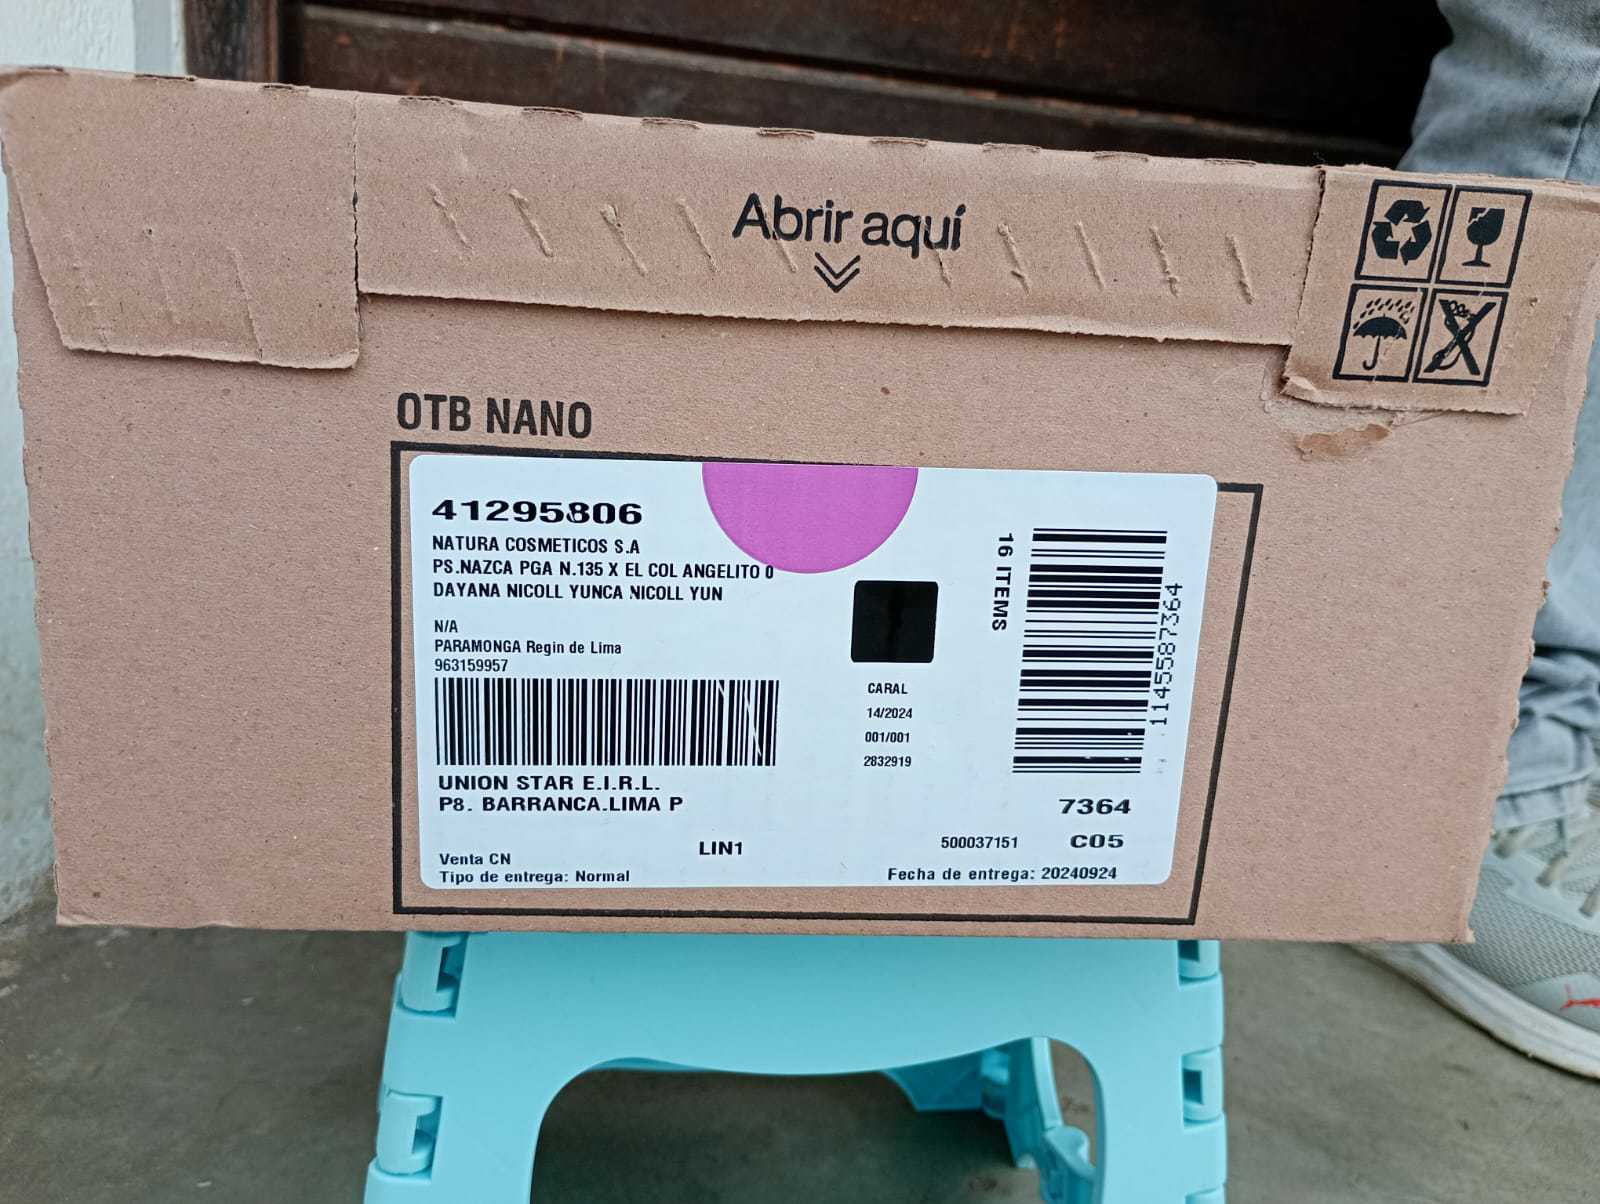 Abrir aquí
OTB NANO
41295806
NATURA COSMETICOS S.A
PS.NAZCA PGA N.135 X EL COL ANGELITO 0
DAYANA NICOLL YUNCA NICOLL YUN
N/A
PARAMONGA Regin de Lima
963159957
UNION STAR E.I.R.L.
P8. BARRANCA.LIMA P
LIN1
Venta CN
Tipo de entrega: Normal
CARAL
14/2024
001/001
2832919
16 ITEMS
1145587364
7364
500037151 C05
Fecha de entrega: 20240924